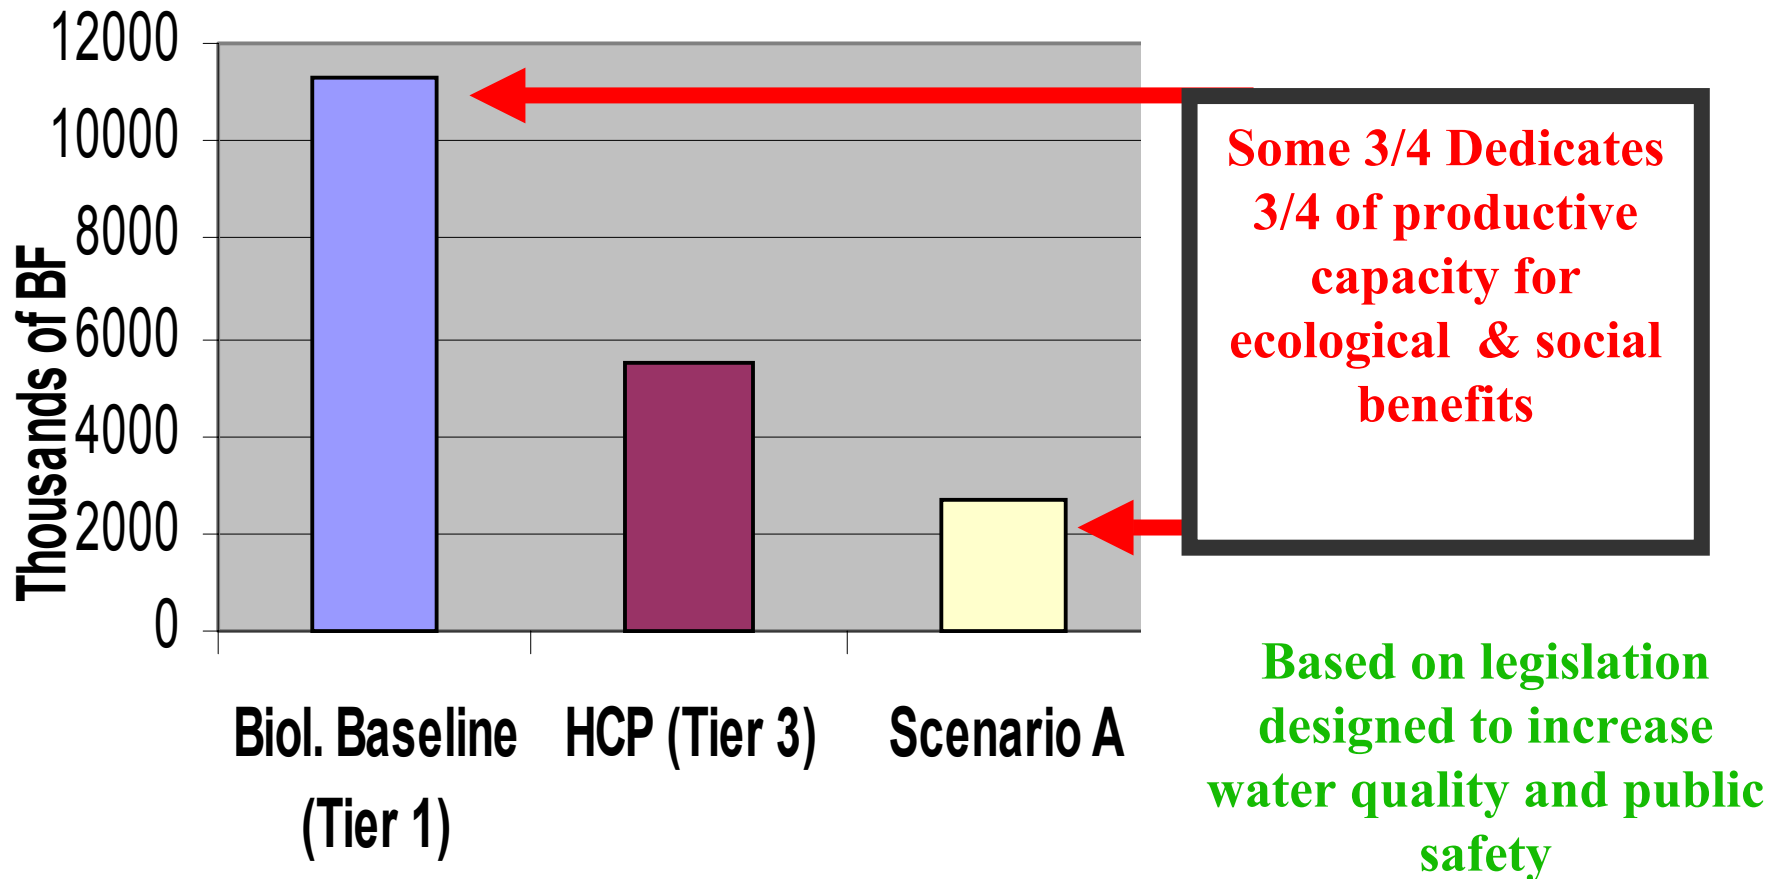 12000
10000
8000
6000
4000
2000
0
Thousands of BF
Biol. Baseline
(Tier 1)
HCP (Tier 3)
Scenario A
Some 3/4 Dedicates
3/4 of productive
capacity for
ecological & social
benefits
Based on legislation
designed to increase
water quality and public
safety